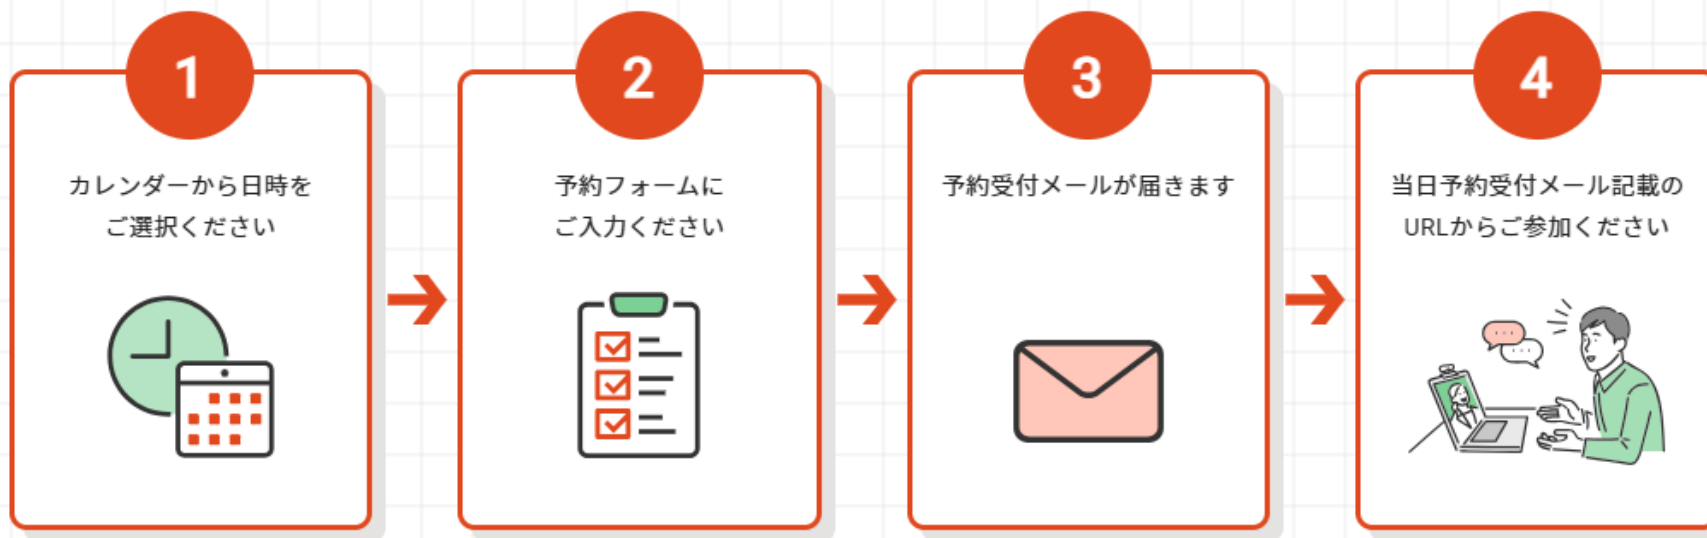 1
カレンダーから日時を
ご選択ください
2
予約フォームに
ご入力ください
3
予約受付メールが届きます
4
当日予約受付メール記載の
URLからご参加ください